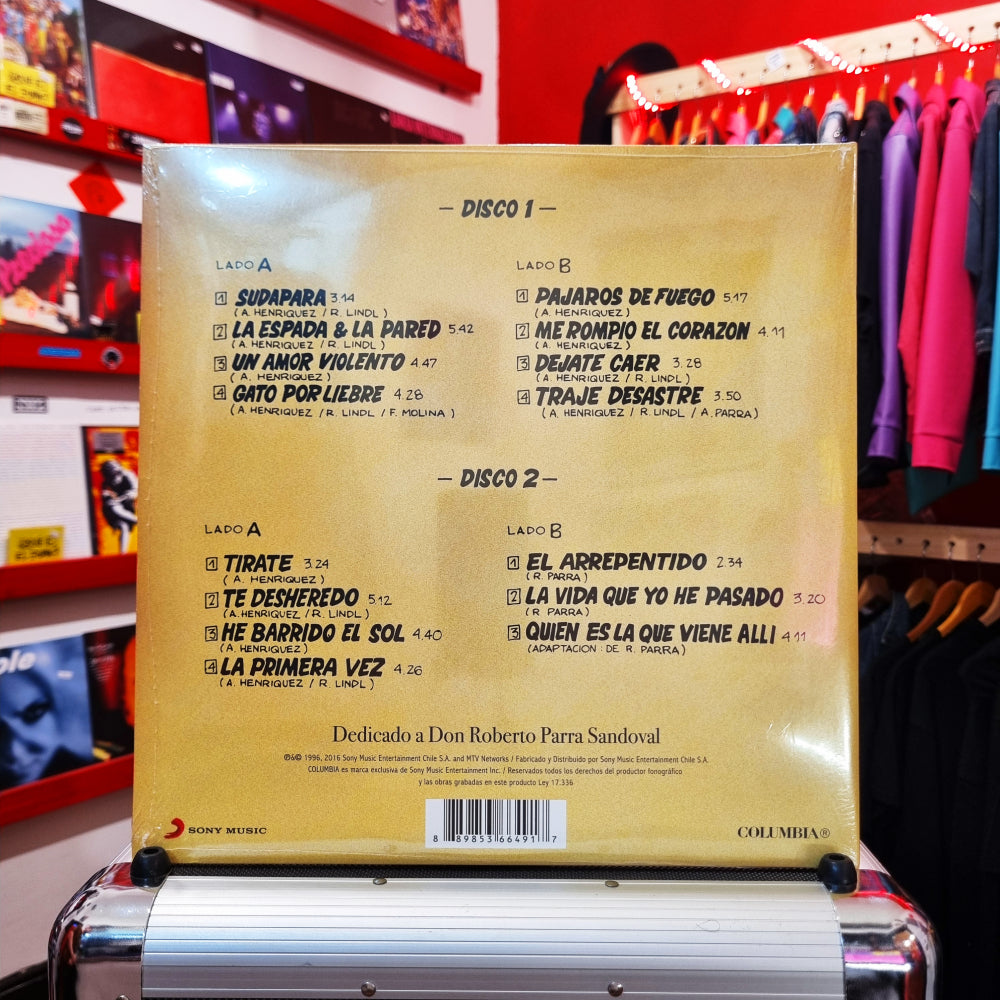 — DISCO 1 —
LADO A
1 SUDAPARA 3.14
( A. HENRIQUEZ / R. LINDL )
2 LA ESPADA & LA PARED 5.42
( A. HENRIQUEZ / R. LINDL )
3 UN AMOR VIOLENTO 4.47
( A. HENRIQUEZ )
4 GATO POR LIEBRE 4.28
( A. HENRIQUEZ / R. LINDL / F. MOLINA )
LADO B
1 PAJAROS DE FUEGO 5.17
( A. HENRIQUEZ )
2 ME ROMPIO EL CORAZON 4.11
( A. HENRIQUEZ )
3 DEJATE CAER 3.28
( A. HENRIQUEZ / R. LINDL )
4 TRAJE DESASTRE 3.50
( A. HENRIQUEZ / R. LINDL / A. PARRA )
— DISCO 2 —
LADO A
1 TIRATE 3.24
( A. HENRIQUEZ )
2 TE DESHEREDO 5.12
( A. HENRIQUEZ / R. LINDL )
3 HE BARRIDO EL SOL 4.40
( A. HENRIQUEZ )
4 LA PRIMERA VEZ 4.26
( A. HENRIQUEZ / R. LINDL )
LADO B
1 EL ARREPENTIDO 2.34
( R. PARRA )
2 LA VIDA QUE YO HE PASADO 3.20
( R. PARRA )
3 QUIEN ES LA QUE VIENE ALLI 4.11
( ADAPTACION : DE R. PARRA )
Dedicado a Don Roberto Parra Sandoval
℗&© 1996, 2016 Sony Music Entertainment Chile S.A. and MTV Networks / Fabricado y Distribuido por Sony Music Entertainment Chile S.A.
COLUMBIA es marca exclusiva de Sony Music Entertainment Inc. / Reservados todos los derechos del productor fonográfico
y las obras grabadas en este producto Ley 17.336
8 89853 66491 7
SONY MUSIC
COLUMBIA®